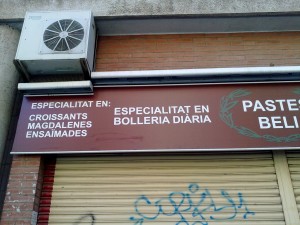 ESPECIALITAT EN:
CROISSANTS
MAGDALENES
ENSAÏMADES
ESPECIALITAT EN
BOLLERIA DIÀRIA